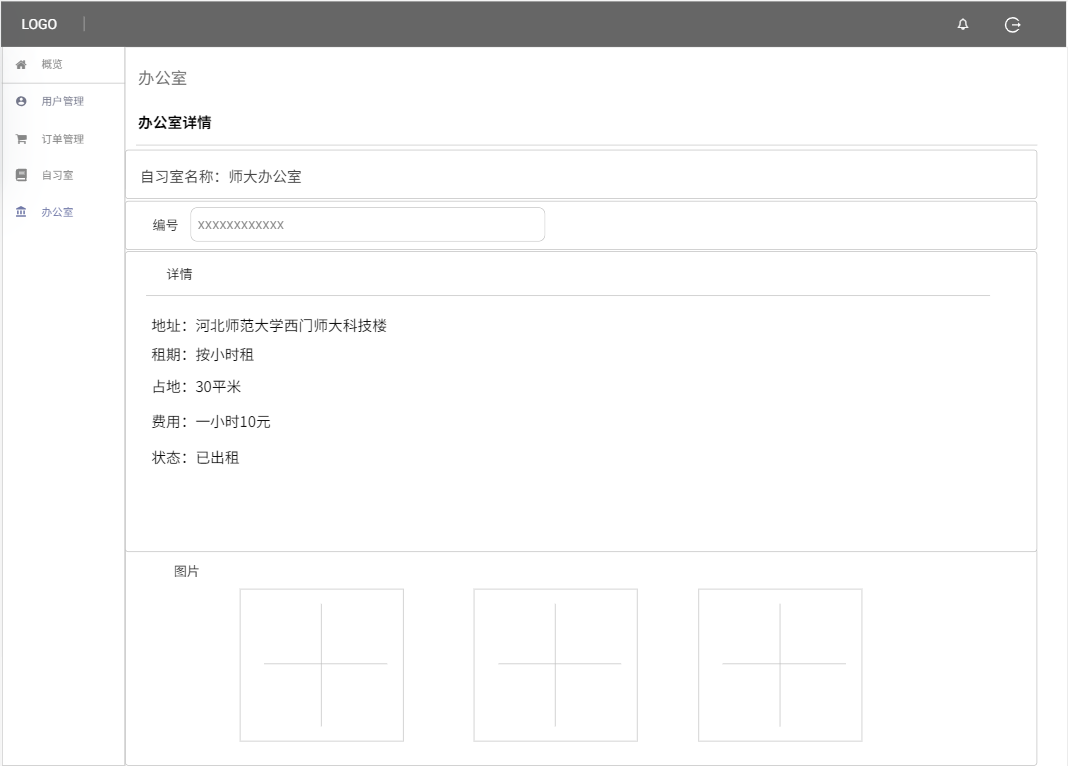 LOGO
概览
用户管理
订单管理
自习室
办公室
办公室
办公室详情
自习室名称：师大办公室
编号 xxxxxxxxxxxx
详情
地址：河北师范大学西门师大科技楼
租期：按小时租
占地：30平米
费用：一小时10元
状态：已出租
图片